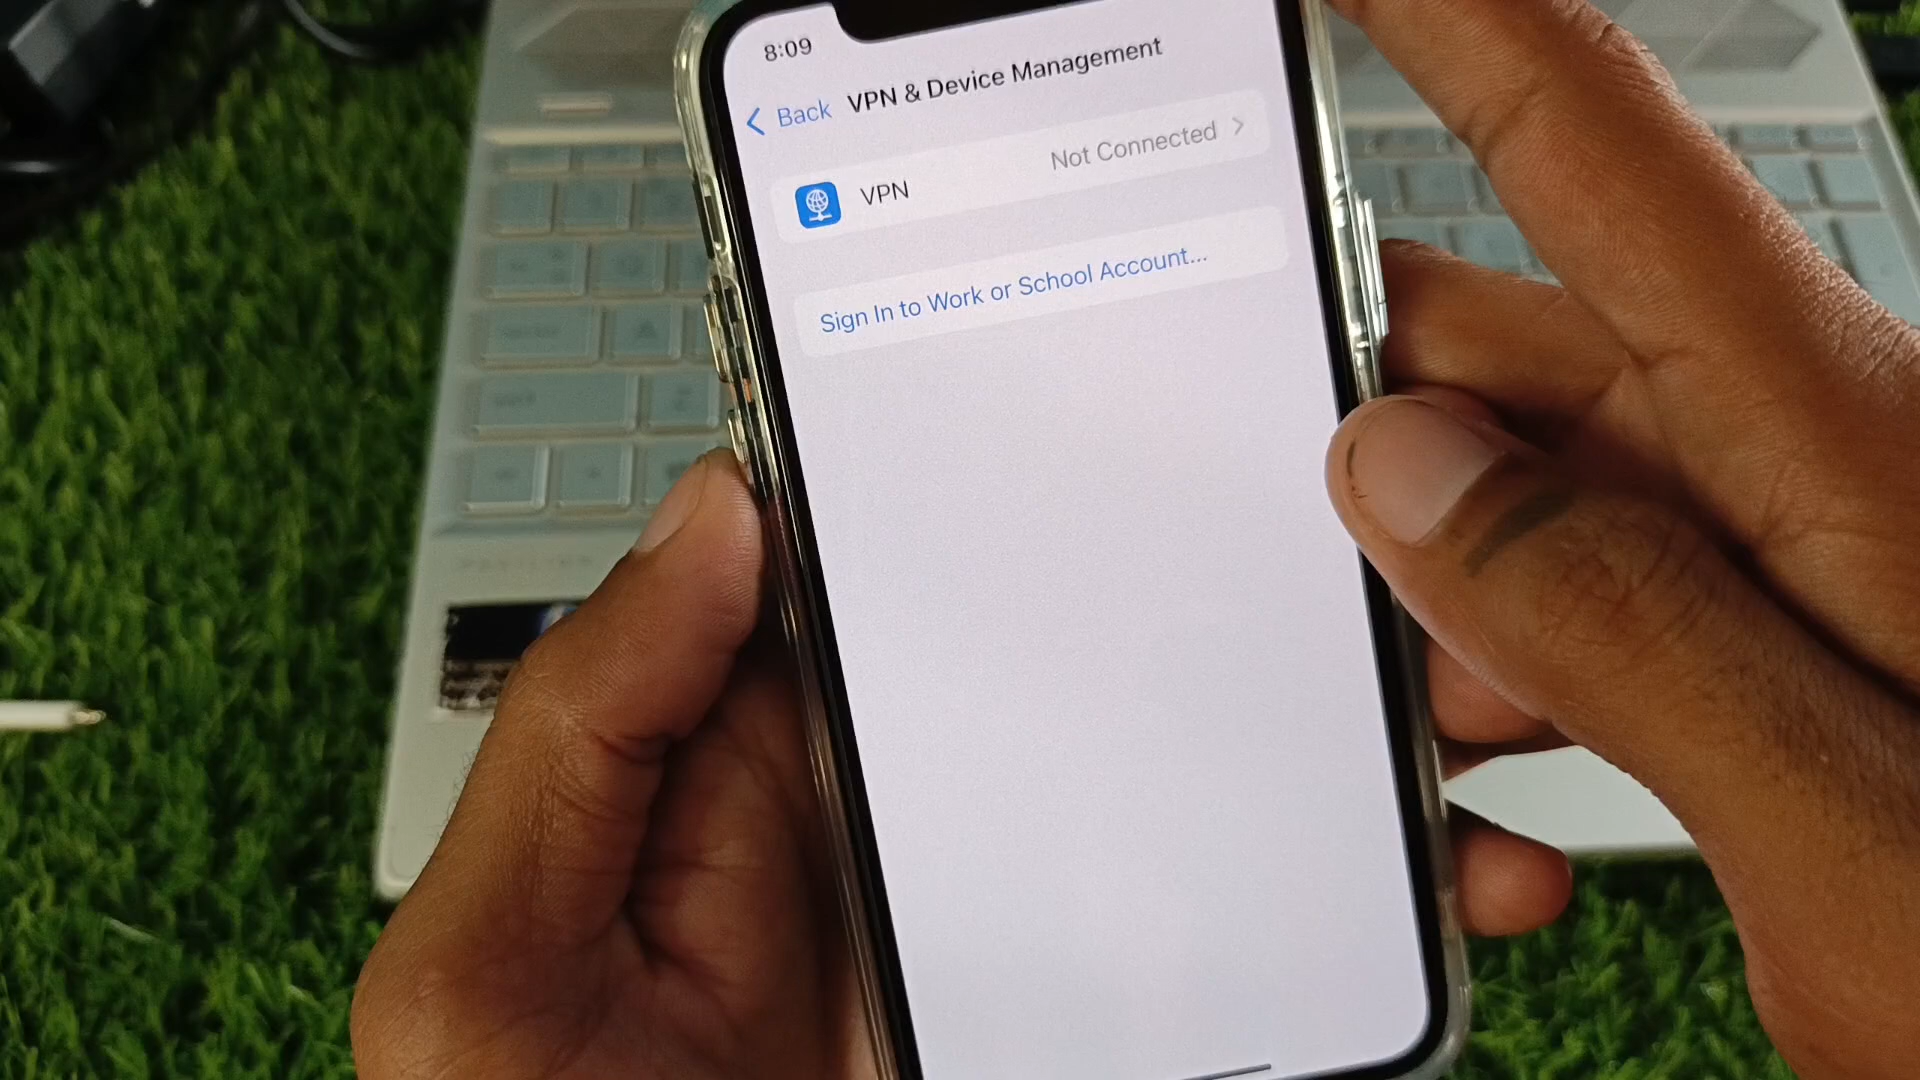 8:09
Back VPN & Device Management
VPN Not Connected
Sign In to Work or School Account...